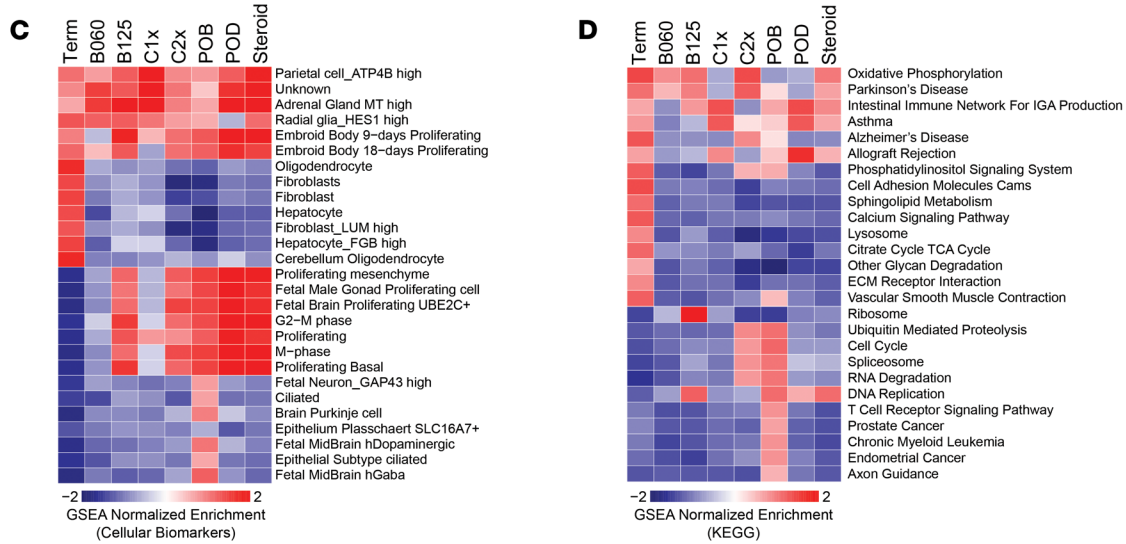 C
Term B060 B125 C1x C2x POB POD Steroid
Parietal cell_ATP4B high
Unknown
Adrenal Gland MT high
Radial glia_HES1 high
Embroid Body 9−days Proliferating
Embroid Body 18−days Proliferating
Oligodendrocyte
Fibroblasts
Fibroblast
Hepatocyte
Fibroblast_LUM high
Hepatocyte_FGB high
Cerebellum Oligodendrocyte
Proliferating mesenchyme
Fetal Male Gonad Proliferating cell
Fetal Brain Proliferating UBE2C+
G2−M phase
Proliferating
M−phase
Proliferating Basal
Fetal Neuron_GAP43 high
Ciliated
Brain Purkinje cell
Epithelium Plasschaert SLC16A7+
Fetal MidBrain hDopaminergic
Epithelial Subtype ciliated
Fetal MidBrain hGaba
−2 2
GSEA Normalized Enrichment
(Cellular Biomarkers)
D
Term B060 B125 C1x C2x POB POD Steroid
Oxidative Phosphorylation
Parkinson's Disease
Intestinal Immune Network For IGA Production
Asthma
Alzheimer's Disease
Allograft Rejection
Phosphatidylinositol Signaling System
Cell Adhesion Molecules Cams
Sphingolipid Metabolism
Calcium Signaling Pathway
Lysosome
Citrate Cycle TCA Cycle
Other Glycan Degradation
ECM Receptor Interaction
Vascular Smooth Muscle Contraction
Ribosome
Ubiquitin Mediated Proteolysis
Cell Cycle
Spliceosome
RNA Degradation
DNA Replication
T Cell Receptor Signaling Pathway
Prostate Cancer
Chronic Myeloid Leukemia
Endometrial Cancer
Axon Guidance
−2 2
GSEA Normalized Enrichment
(KEGG)